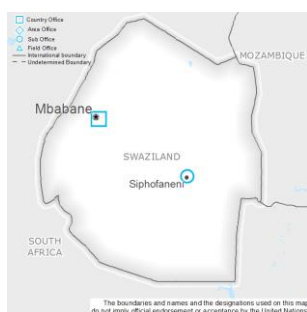 Country Office
Area Office
Sub Office
Field Office
International boundary
Undetermined Boundary
MOZAMBIQUE
Mbabane
SWAZILAND
Siphofaneni
SOUTH
AFRICA
The boundaries and names and the designations used on this map
do not imply official endorsement or acceptance by the United Nations.